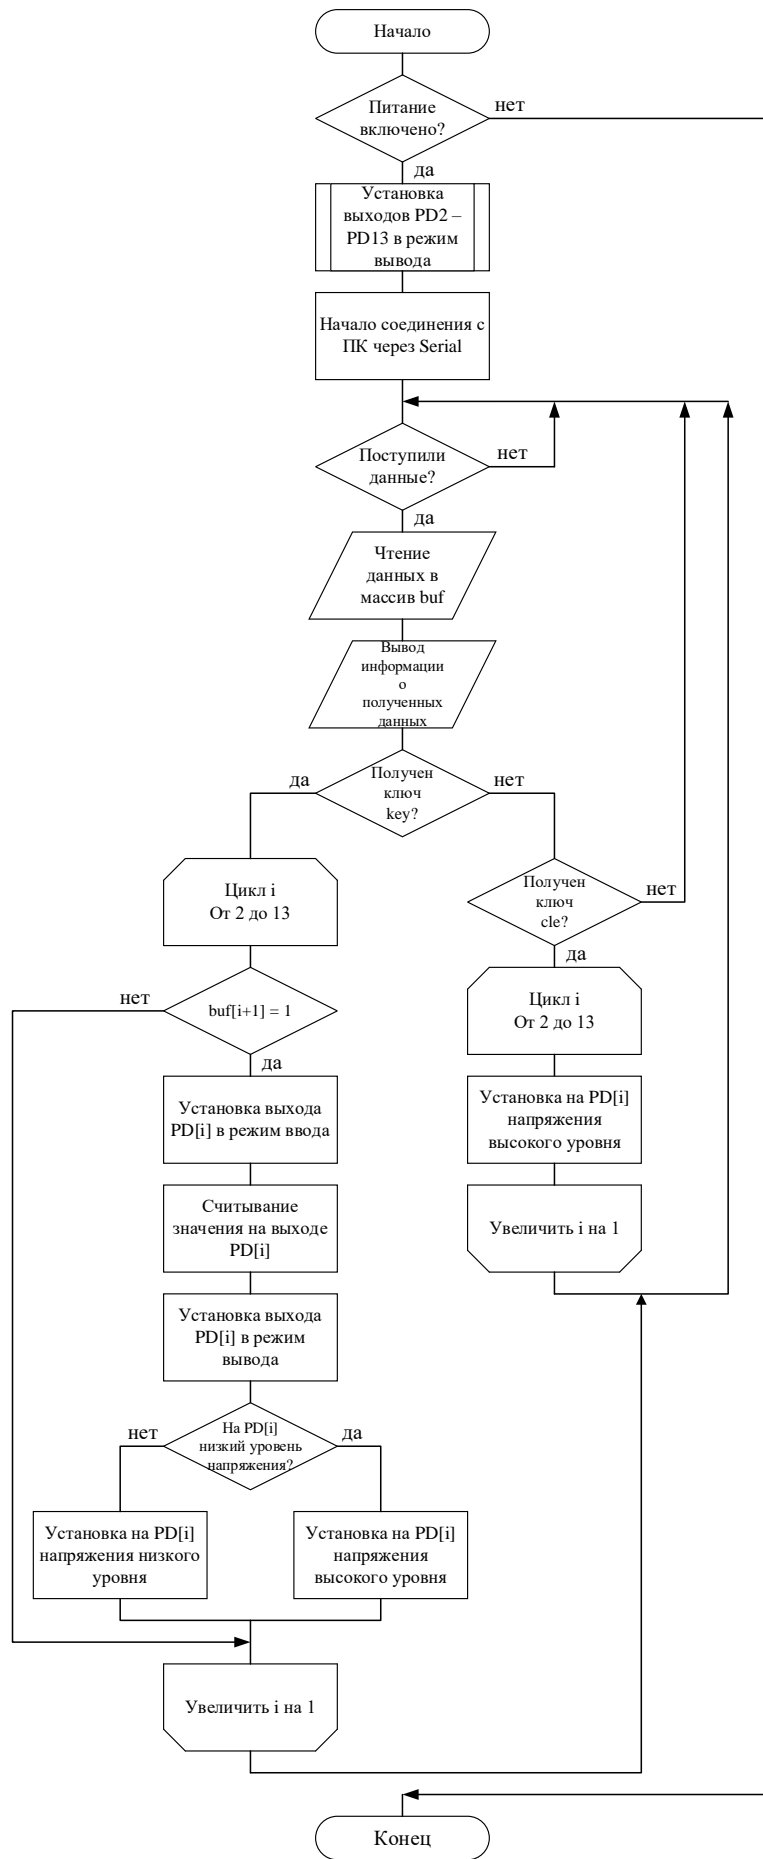 Начало
Питание
включено?
нет
да
Установка
выходов PD2 –
PD13 в режим
вывода
Начало соединения с
ПК через Serial
Поступили
данные?
нет
да
Чтение
данных в
массив buf
Вывод
информации
о
полученных
данных
да
Получен
ключ
key?
нет
Цикл i
От 2 до 13
Получен
ключ
cle?
нет
да
нет
buf[i+1] = 1
да
Цикл i
От 2 до 13
Установка выхода
PD[i] в режим ввода
Установка на PD[i]
напряжения
высокого уровня
Считывание
значения на выходе
PD[i]
Увеличить i на 1
Установка выхода
PD[i] в режим
вывода
нет
На PD[i]
низкий уровень
напряжения?
да
Установка на PD[i]
напряжения низкого
уровня
Установка на PD[i]
напряжения
высокого уровня
Увеличить i на 1
Конец